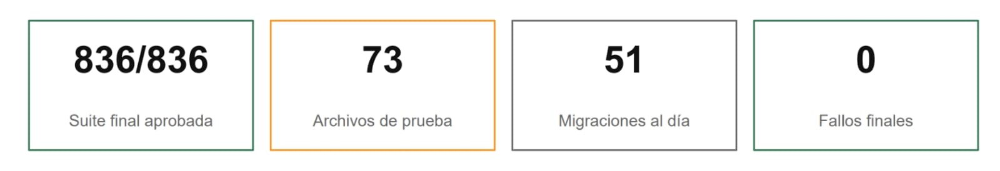 836/836
Suite final aprobada
73
Archivos de prueba
51
Migraciones al día
0
Fallos finales